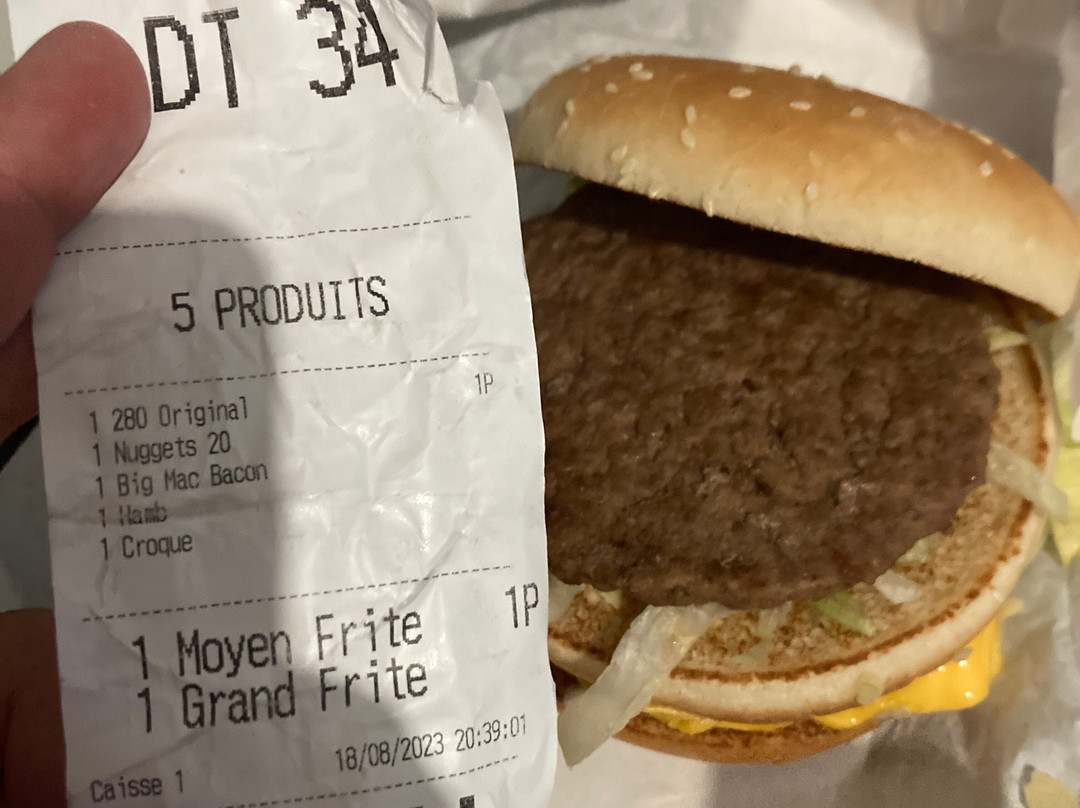 DT 34
5 PRODUITS
1P
1 280 Original
1 Nuggets 20
1 Big Mac Bacon
1 Hamb
1 Croque
1 Moyen Frite 1P
1 Grand Frite
18/08/2023 20:39:01
Caisse 1